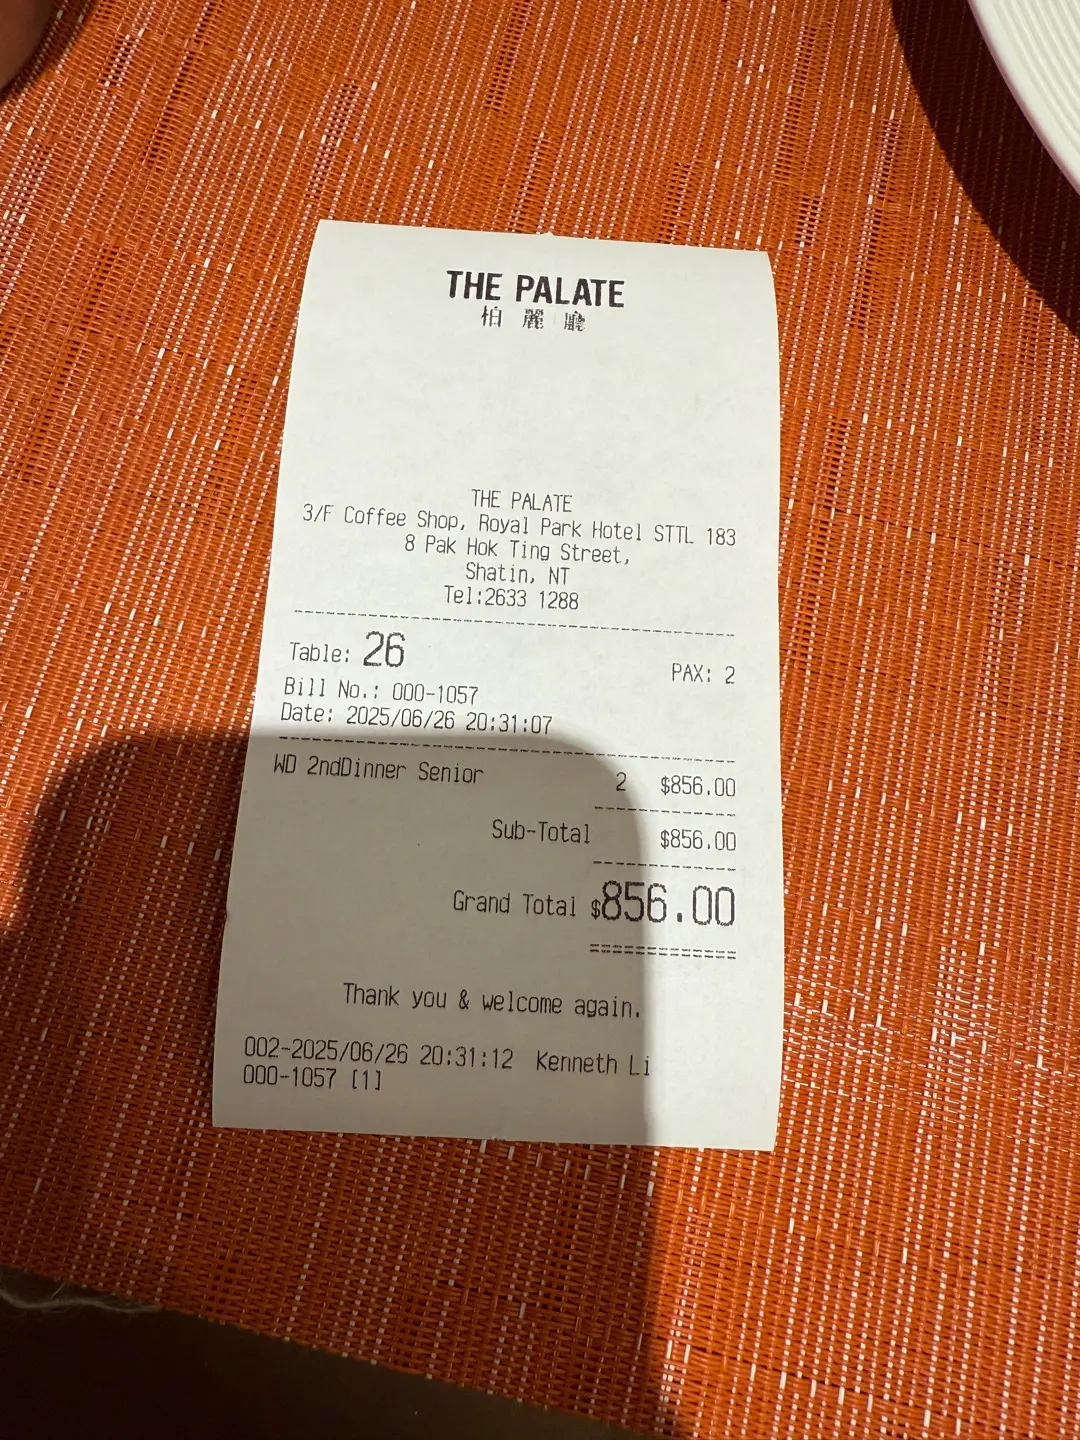 THE PALATE
柏麗廳
THE PALATE
3/F Coffee Shop, Royal Park Hotel STTL 183
8 Pak Hok Ting Street,
Shatin, NT
Tel:2633 1288
Table: 26 PAX: 2
Bill No.: 000-1057
Date: 2025/06/26 20:31:07
WD 2ndDinner Senior 2 $856.00
Sub-Total $856.00
Grand Total $856.00
Thank you & welcome again.
002-2025/06/26 20:31:12 Kenneth Li
000-1057 [1]